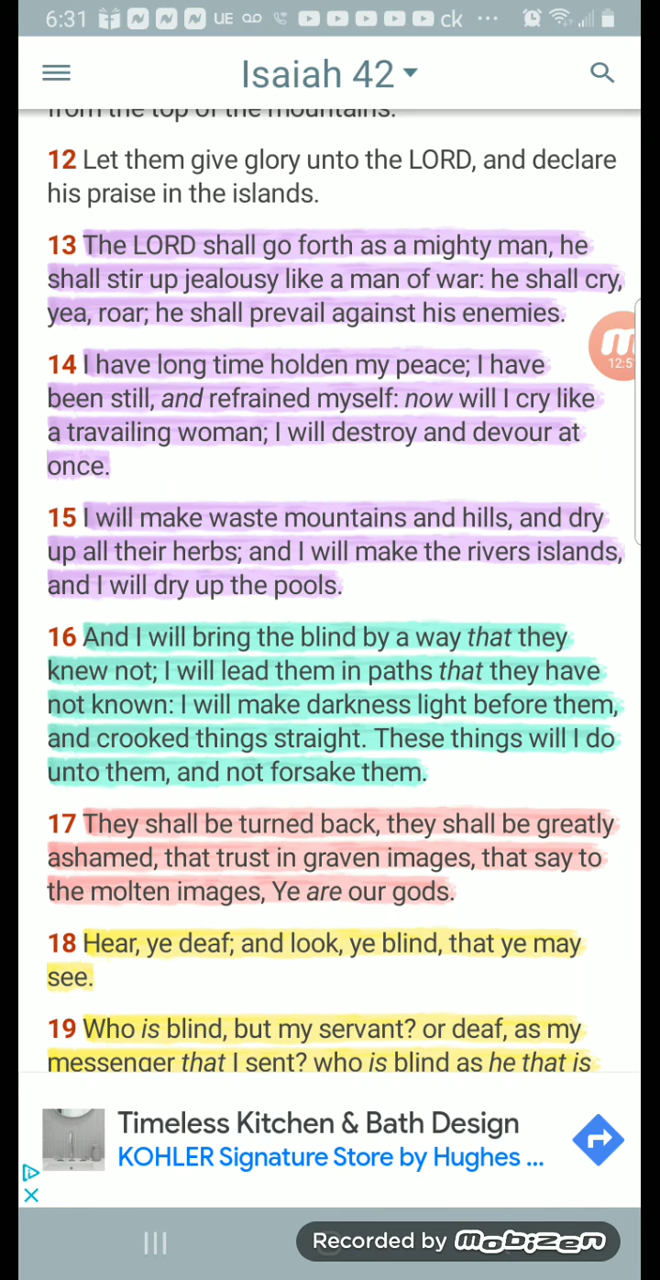 6:31 UE ck ...
Isaiah 42
from the top of the mountains.
12 Let them give glory unto the LORD, and declare
his praise in the islands.
13 The LORD shall go forth as a mighty man, he
shall stir up jealousy like a man of war: he shall cry,
yea, roar; he shall prevail against his enemies.
14 I have long time holden my peace; I have
been still, and refrained myself: now will I cry like
a travailing woman; I will destroy and devour at
once.
15 I will make waste mountains and hills, and dry
up all their herbs; and I will make the rivers islands,
and I will dry up the pools.
16 And I will bring the blind by a way that they
knew not; I will lead them in paths that they have
not known: I will make darkness light before them,
and crooked things straight. These things will I do
unto them, and not forsake them.
17 They shall be turned back, they shall be greatly
ashamed, that trust in graven images, that say to
the molten images, Ye are our gods.
18 Hear, ye deaf; and look, ye blind, that ye may
see.
19 Who is blind, but my servant? or deaf, as my
messenger that I sent? who is blind as he that is
m
12:5
Timeless Kitchen & Bath Design
KOHLER Signature Store by Hughes ...
Recorded by mobizen